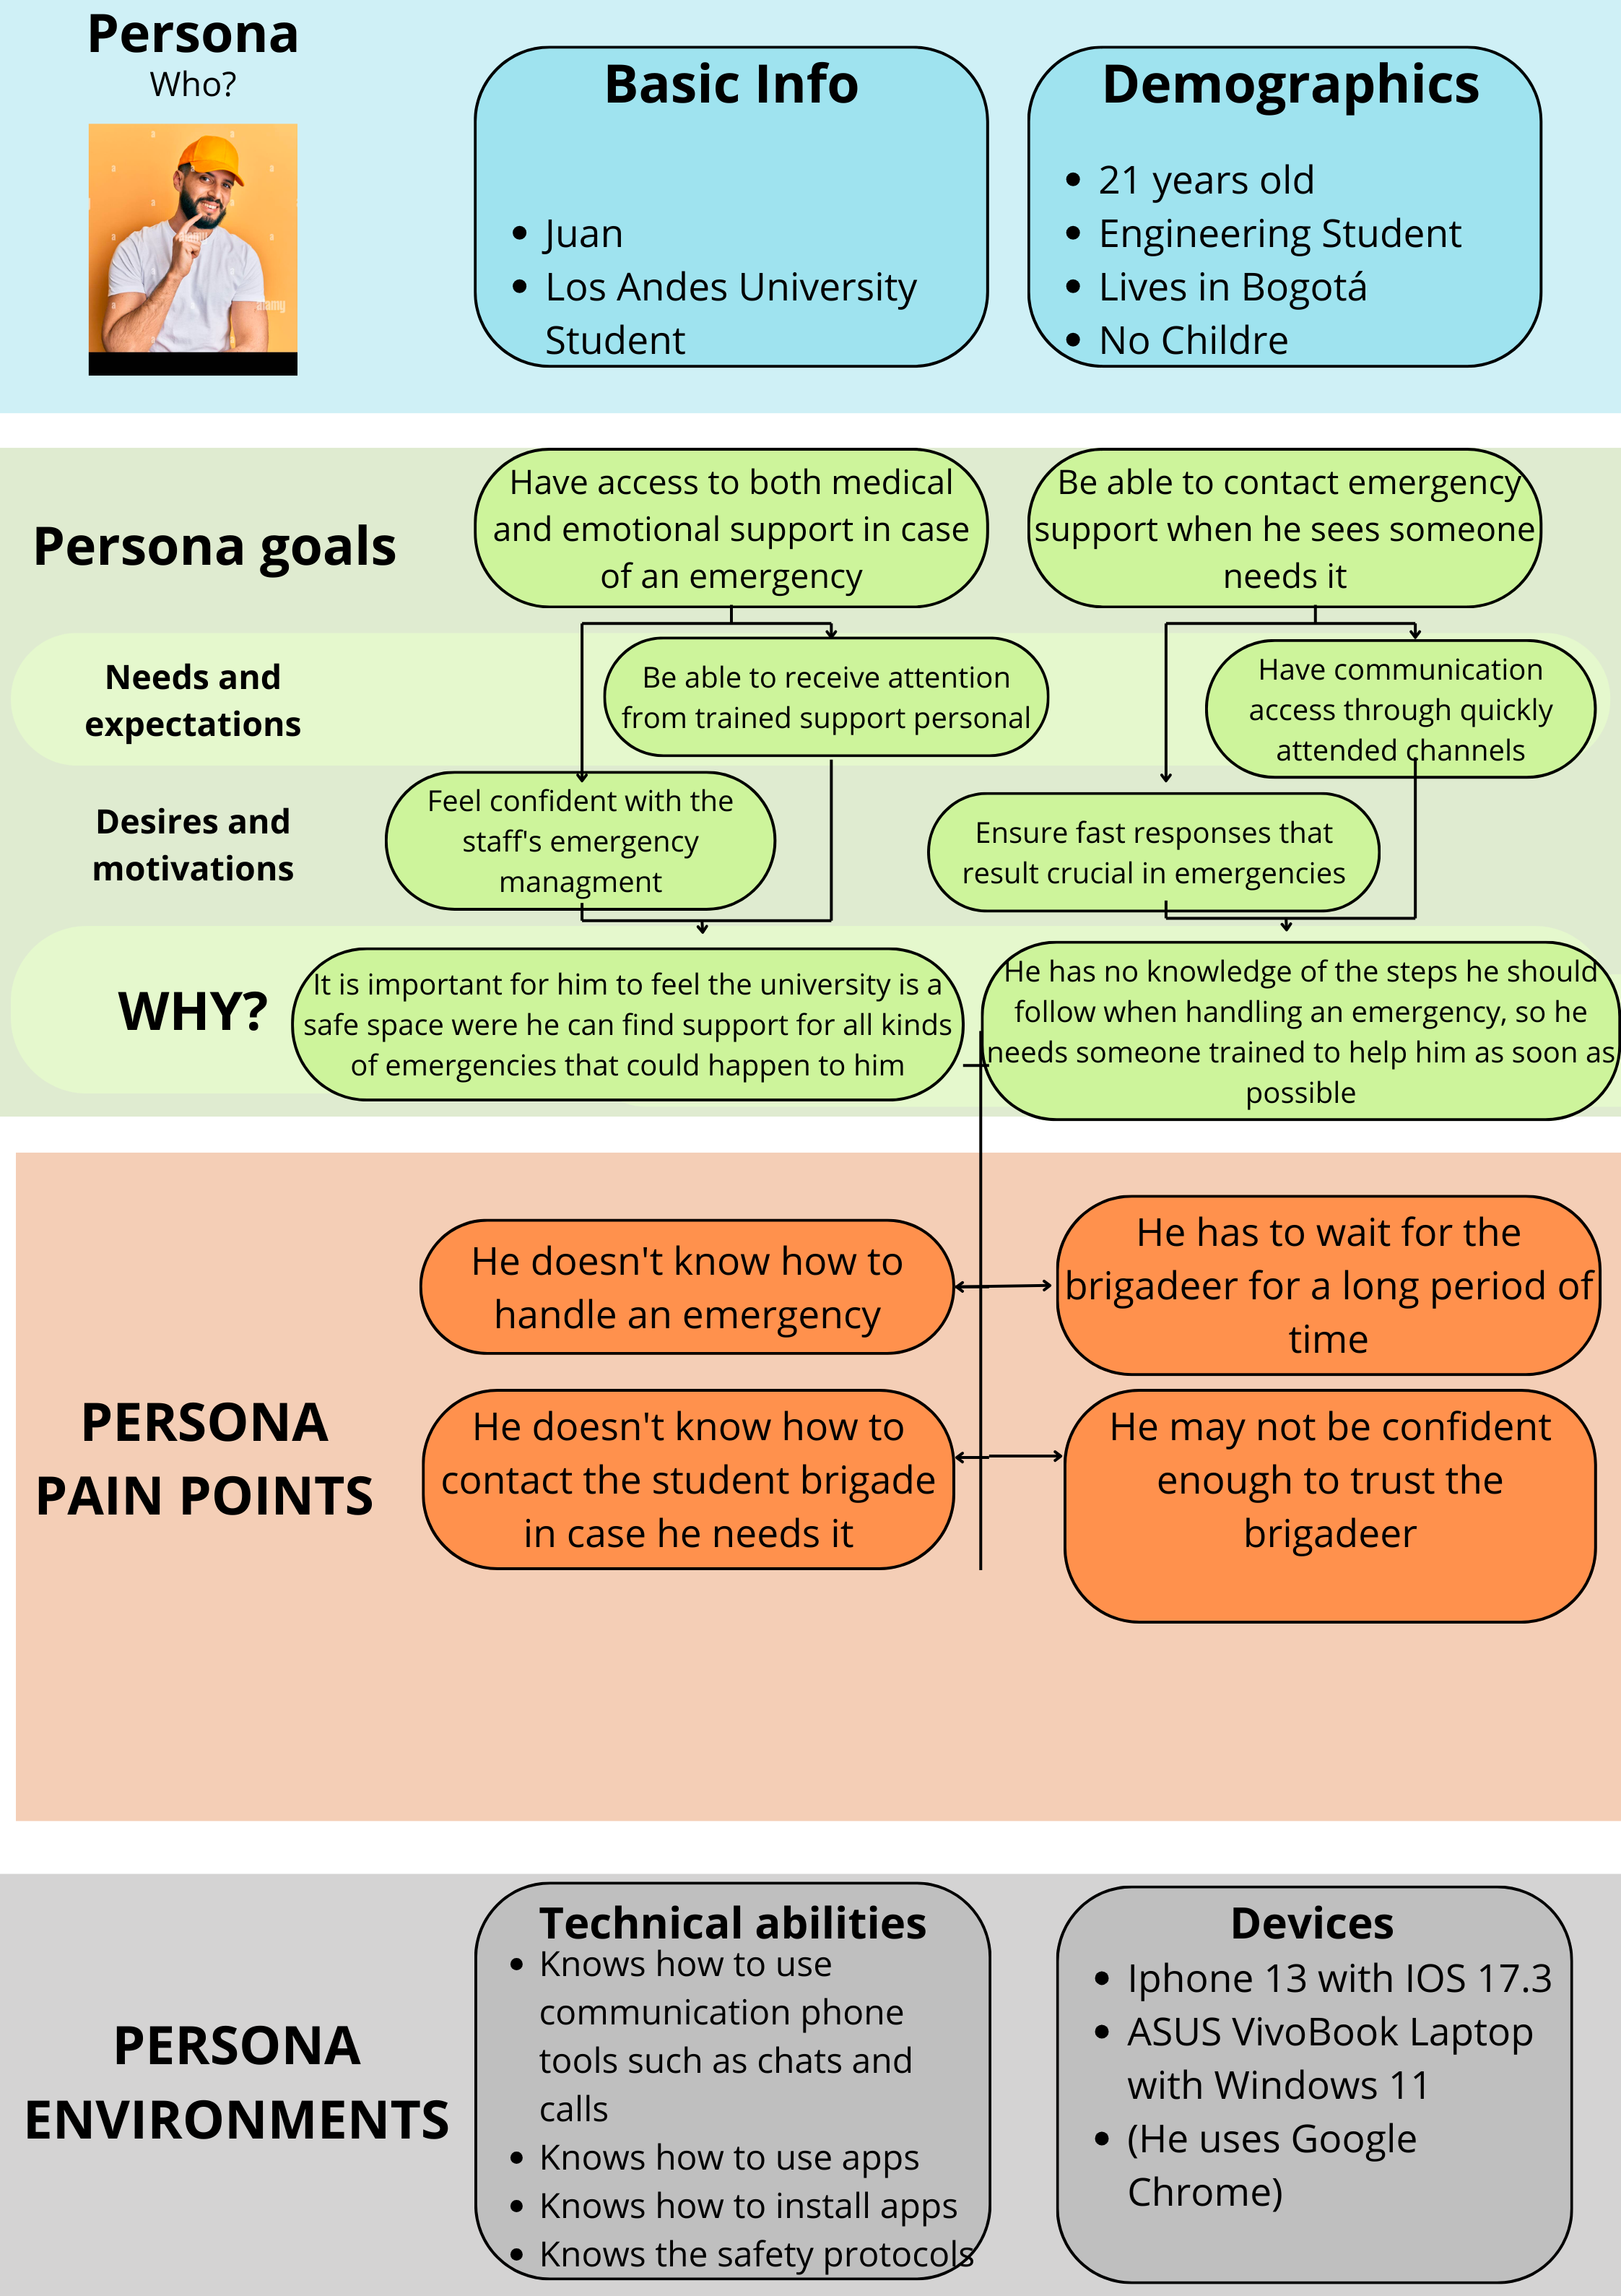 Persona
Who?
alamy
Basic Info
Juan
Los Andes University
Student
Demographics
21 years old
Engineering Student
Lives in Bogotá
No Childre
Persona goals
Have access to both medical
and emotional support in case
of an emergency
Be able to contact emergency
support when he sees someone
needs it
Needs and
expectations
Be able to receive attention
from trained support personal
Have communication
access through quickly
attended channels
Desires and
motivations
Feel confident with the
staff's emergency
managment
Ensure fast responses that
result crucial in emergencies
WHY?
It is important for him to feel the university is a
safe space were he can find support for all kinds
of emergencies that could happen to him
He has no knowledge of the steps he should
follow when handling an emergency, so he
needs someone trained to help him as soon as
possible
PERSONA
PAIN POINTS
He doesn't know how to
handle an emergency
He has to wait for the
brigadeer for a long period of
time
He doesn't know how to
contact the student brigade
in case he needs it
He may not be confident
enough to trust the
brigadeer
PERSONA
ENVIRONMENTS
Technical abilities
Knows how to use
communication phone
tools such as chats and
calls
Knows how to use apps
Knows how to install apps
Knows the safety protocols
Devices
Iphone 13 with IOS 17.3
ASUS VivoBook Laptop
with Windows 11
(He uses Google
Chrome)